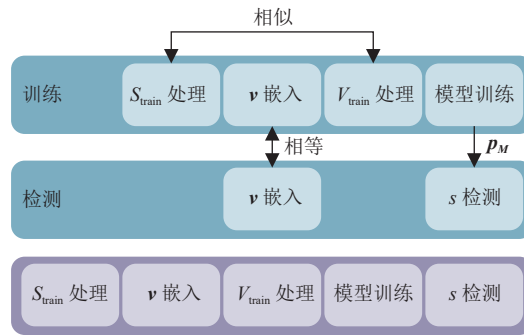 相似
训练 S_train 处理 v 嵌入 V_train 处理 模型训练
相等 p_M
检测 v 嵌入 s 检测
S_train 处理 v 嵌入 V_train 处理 模型训练 s 检测